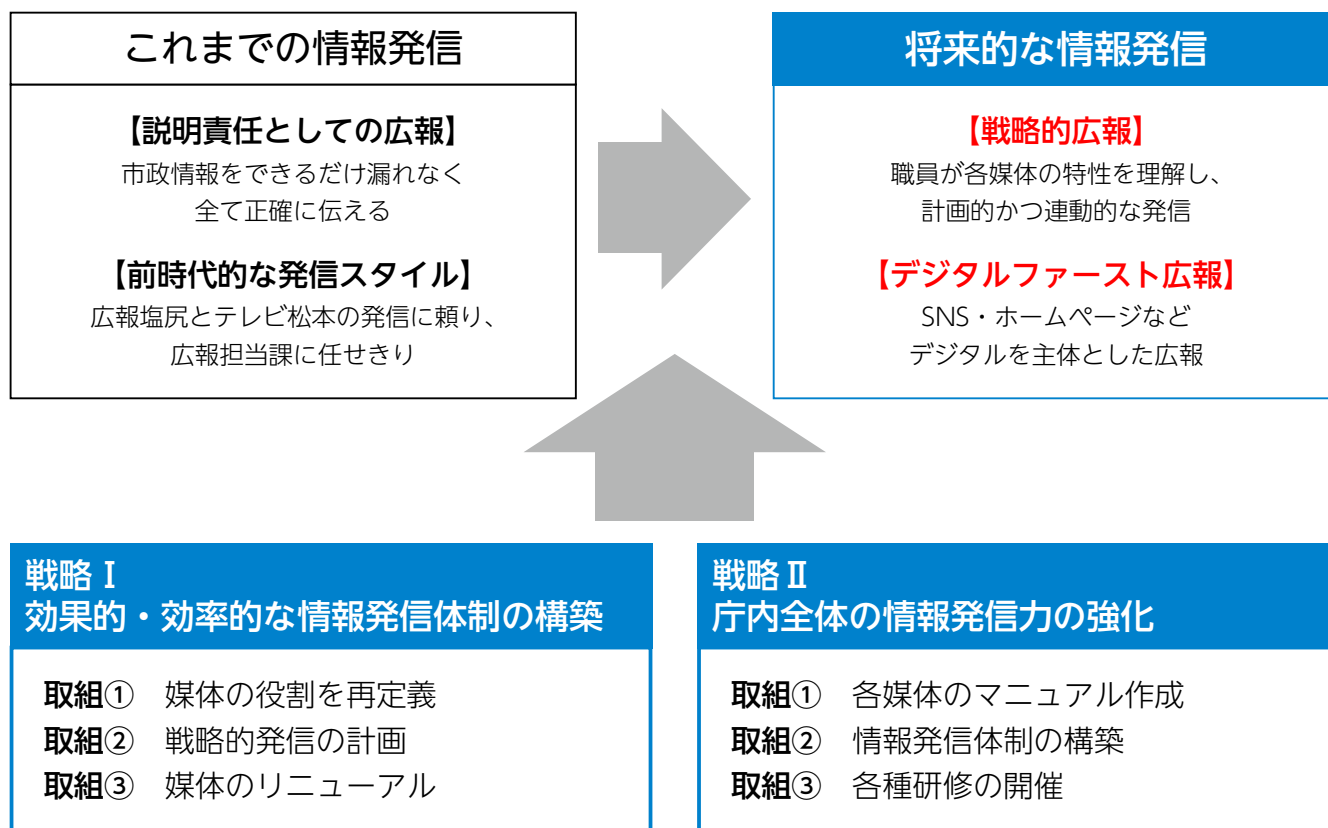 これまでの情報発信
【説明責任としての広報】
市政情報をできるだけ漏れなく
全て正確に伝える
【前時代的な発信スタイル】
広報塩尻とテレビ松本の発信に頼り、
広報担当課に任せきり
将来的な情報発信
【戦略的広報】
職員が各媒体の特性を理解し、
計画的かつ連動的な発信
【デジタルファースト広報】
SNS・ホームページなど
デジタルを主体とした広報
戦略Ⅰ
効果的・効率的な情報発信体制の構築
取組① 媒体の役割を再定義
取組② 戦略的発信の計画
取組③ 媒体のリニューアル
戦略Ⅱ
庁内全体の情報発信力の強化
取組① 各媒体のマニュアル作成
取組② 情報発信体制の構築
取組③ 各種研修の開催